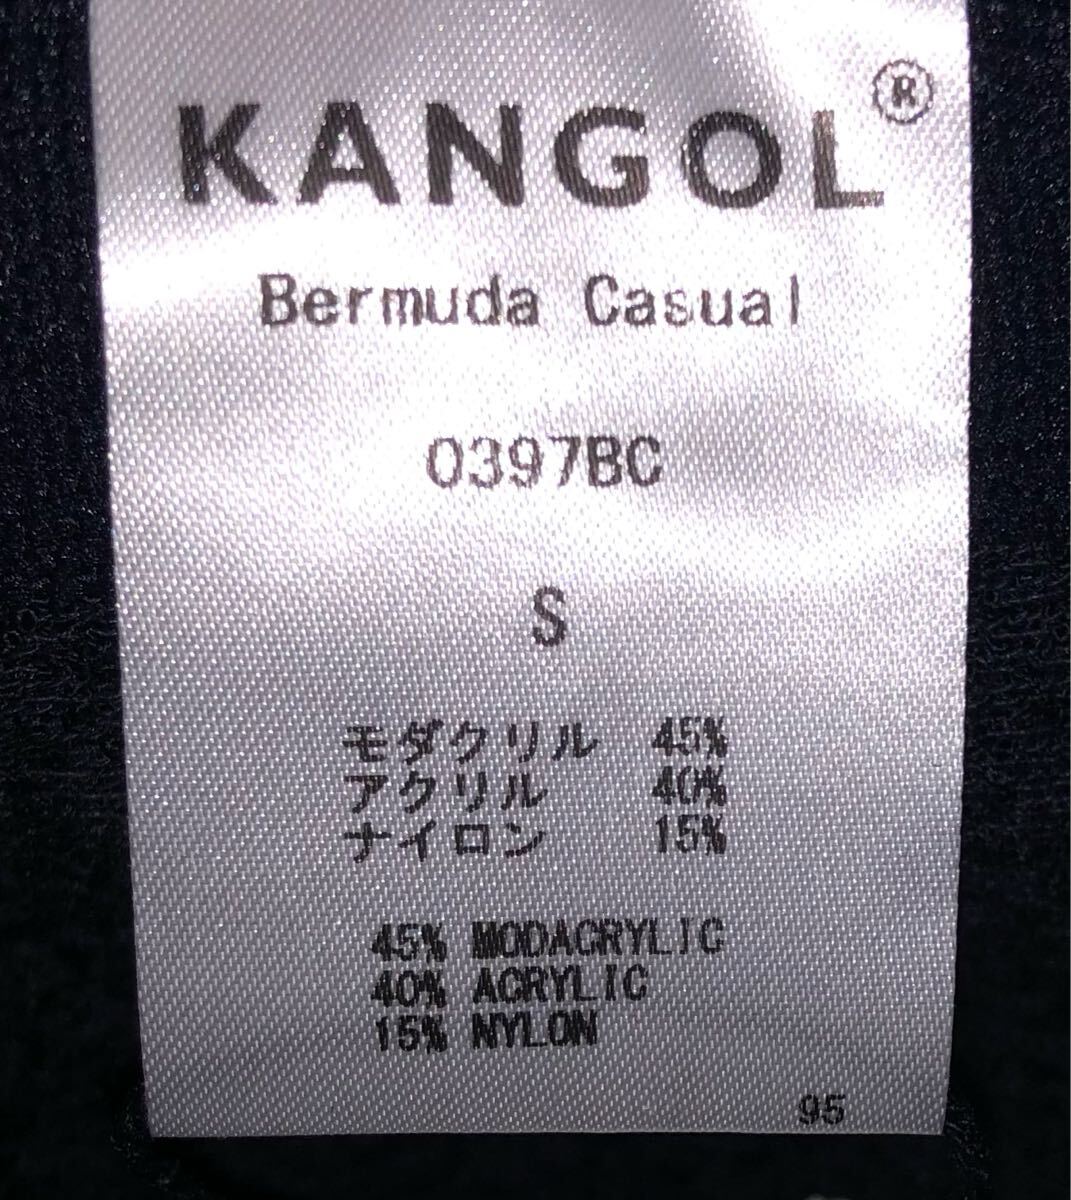 KANGOL®
Bermuda Casual
0397BC
S
モダクリル 45%
アクリル 40%
ナイロン 15%
45% MODACRYLIC
40% ACRYLIC
15% NYLON
95